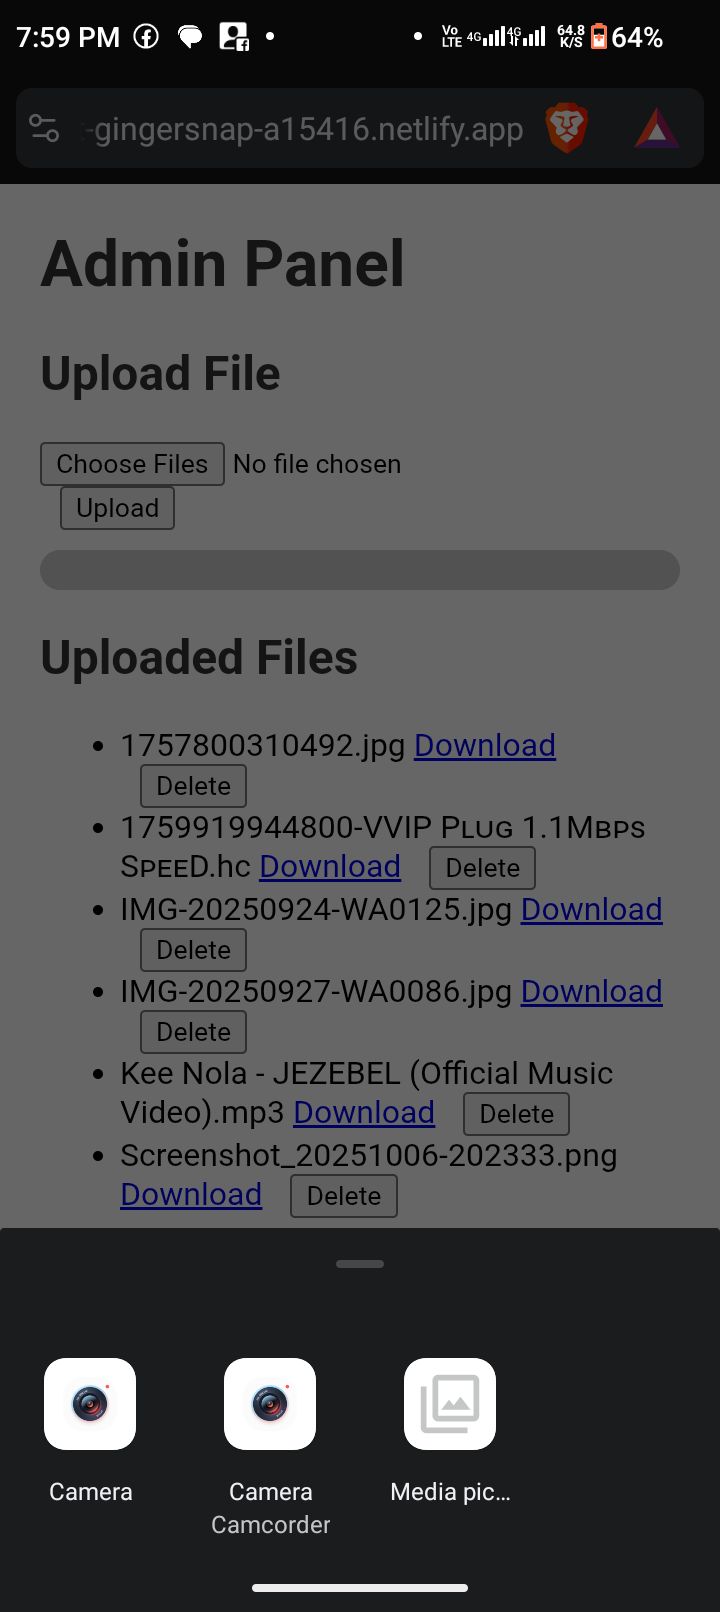 7:59 PM
Vo
LTE 4G 4G 64.8
K/S 64%
-gingersnap-a15416.netlify.app
Admin Panel
Upload File
Choose Files No file chosen
Upload
Uploaded Files
1757800310492.jpg Download
Delete
1759919944800-VVIP Pʟᴜɢ 1.1Mʙᴘs
SᴘᴇᴇD.hc Download Delete
IMG-20250924-WA0125.jpg Download
Delete
IMG-20250927-WA0086.jpg Download
Delete
Kee Nola - JEZEBEL (Official Music
Video).mp3 Download Delete
Screenshot_20251006-202333.png
Download Delete
Camera
Camera
Camcorder
Media pic...